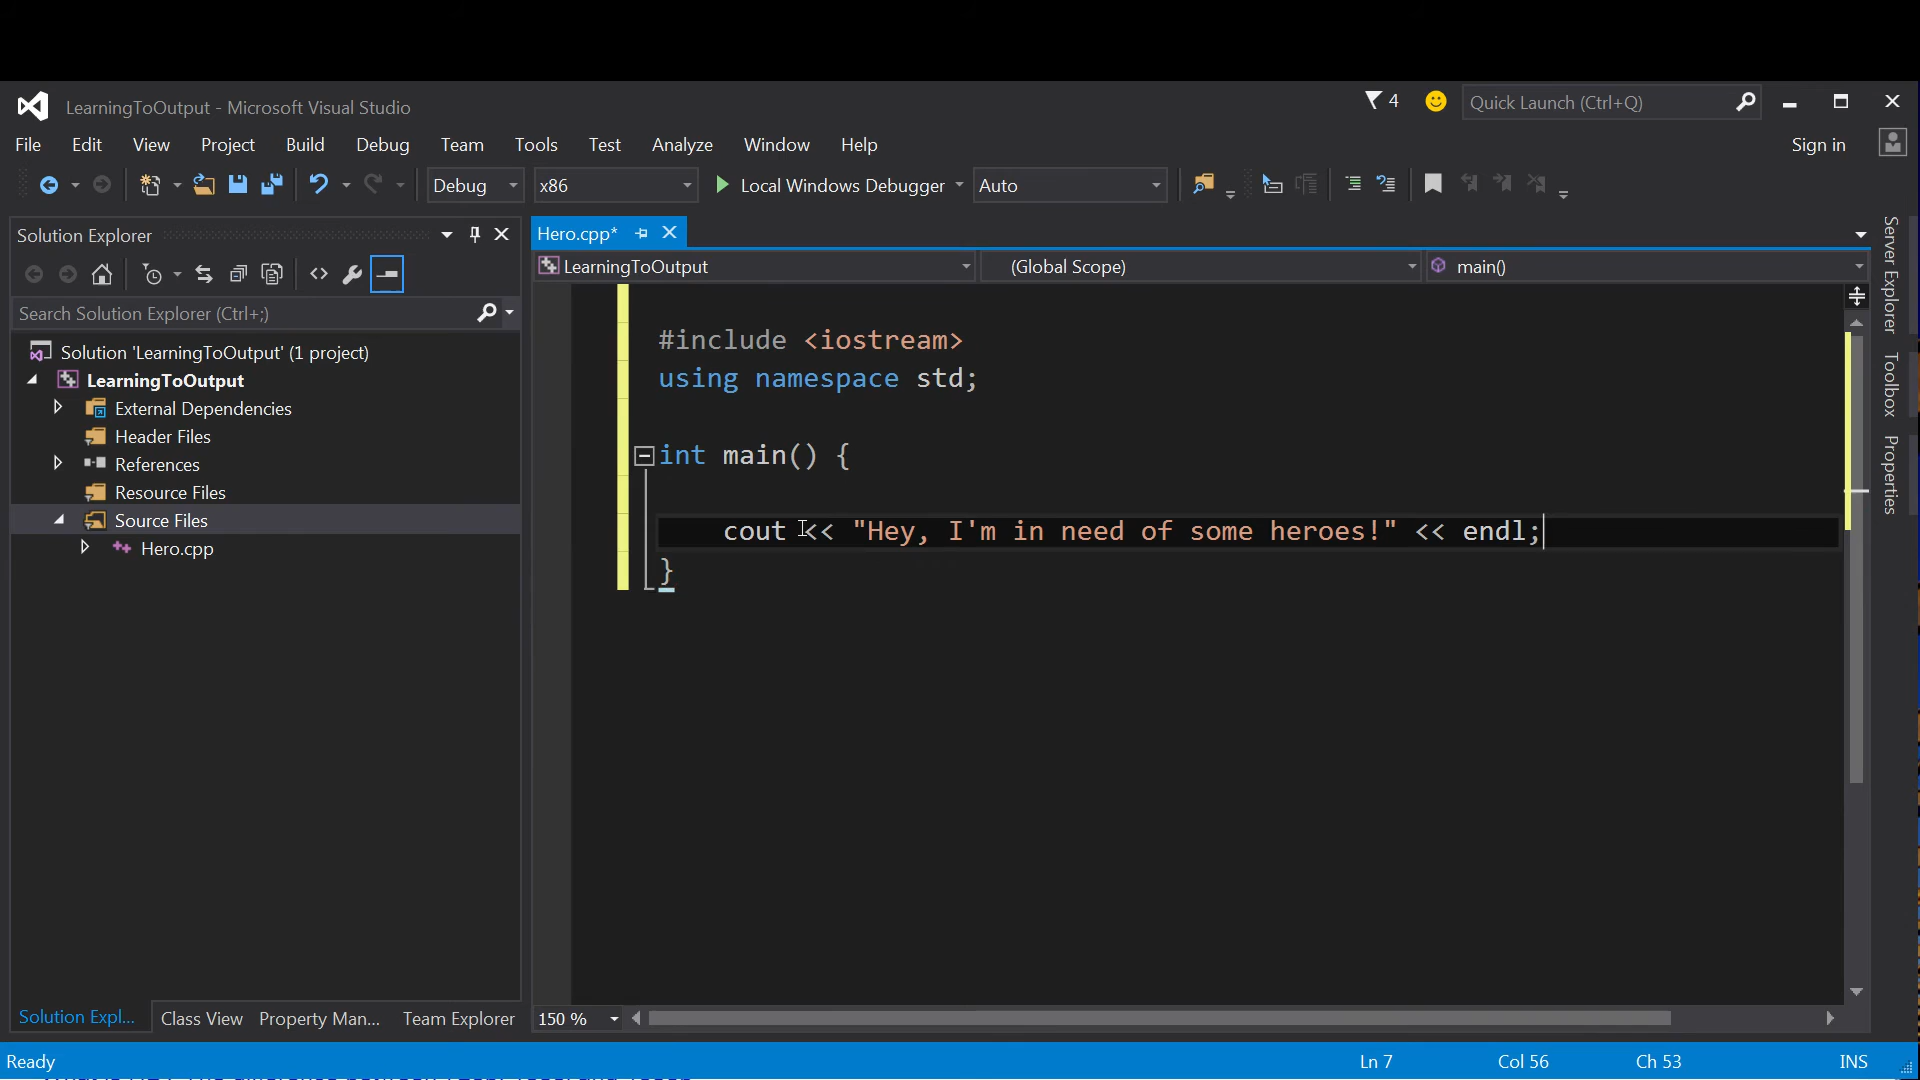 LearningToOutput - Microsoft Visual Studio
4
Quick Launch (Ctrl+Q)
File Edit View Project Build Debug Team Tools Test Analyze Window Help
Sign in
Debug x86 Local Windows Debugger Auto
Solution Explorer
Search Solution Explorer (Ctrl+;)
Solution 'LearningToOutput' (1 project)
LearningToOutput
External Dependencies
Header Files
References
Resource Files
Source Files
Hero.cpp
Solution Expl...
Class View
Property Man...
Team Explorer
Hero.cpp*
LearningToOutput
(Global Scope)
main()
#include <iostream>
using namespace std;
int main() {
cout << "Hey, I'm in need of some heroes!" << endl;
}
150 %
Server Explorer
Toolbox
Properties
Ready
Ln 7
Col 56
Ch 53
INS